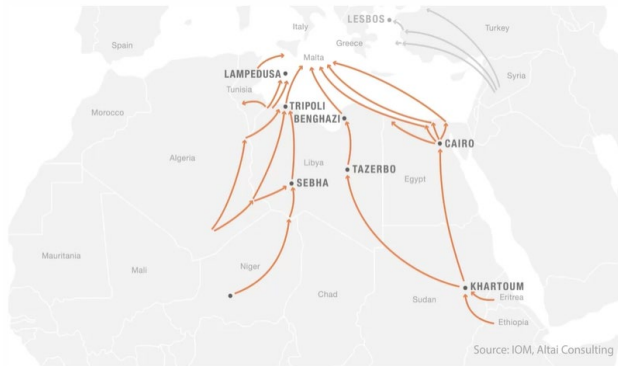 LESBOS
Italy
Turkey
Greece
Spain
Malta
LAMPEDUSA
Syria
Tunisia
TRIPOLI
Morocco
BENGHAZI
CAIRO
Algeria
Libya
TAZERBO
Egypt
SEBHA
Mauritania
Mali
Niger
KHARTOUM
Chad
Sudan
Eritrea
Ethiopia
Source: IOM, Altai Consulting